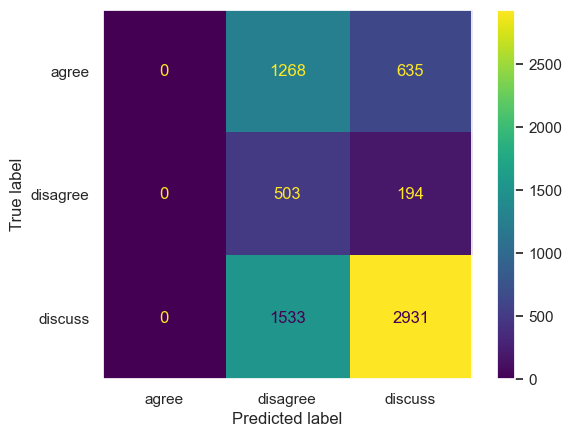 agree 0 1268 635
disagree 0 503 194
discuss 0 1533 2931
agree disagree discuss
Predicted label
True label
2500
2000
1500
1000
500
0